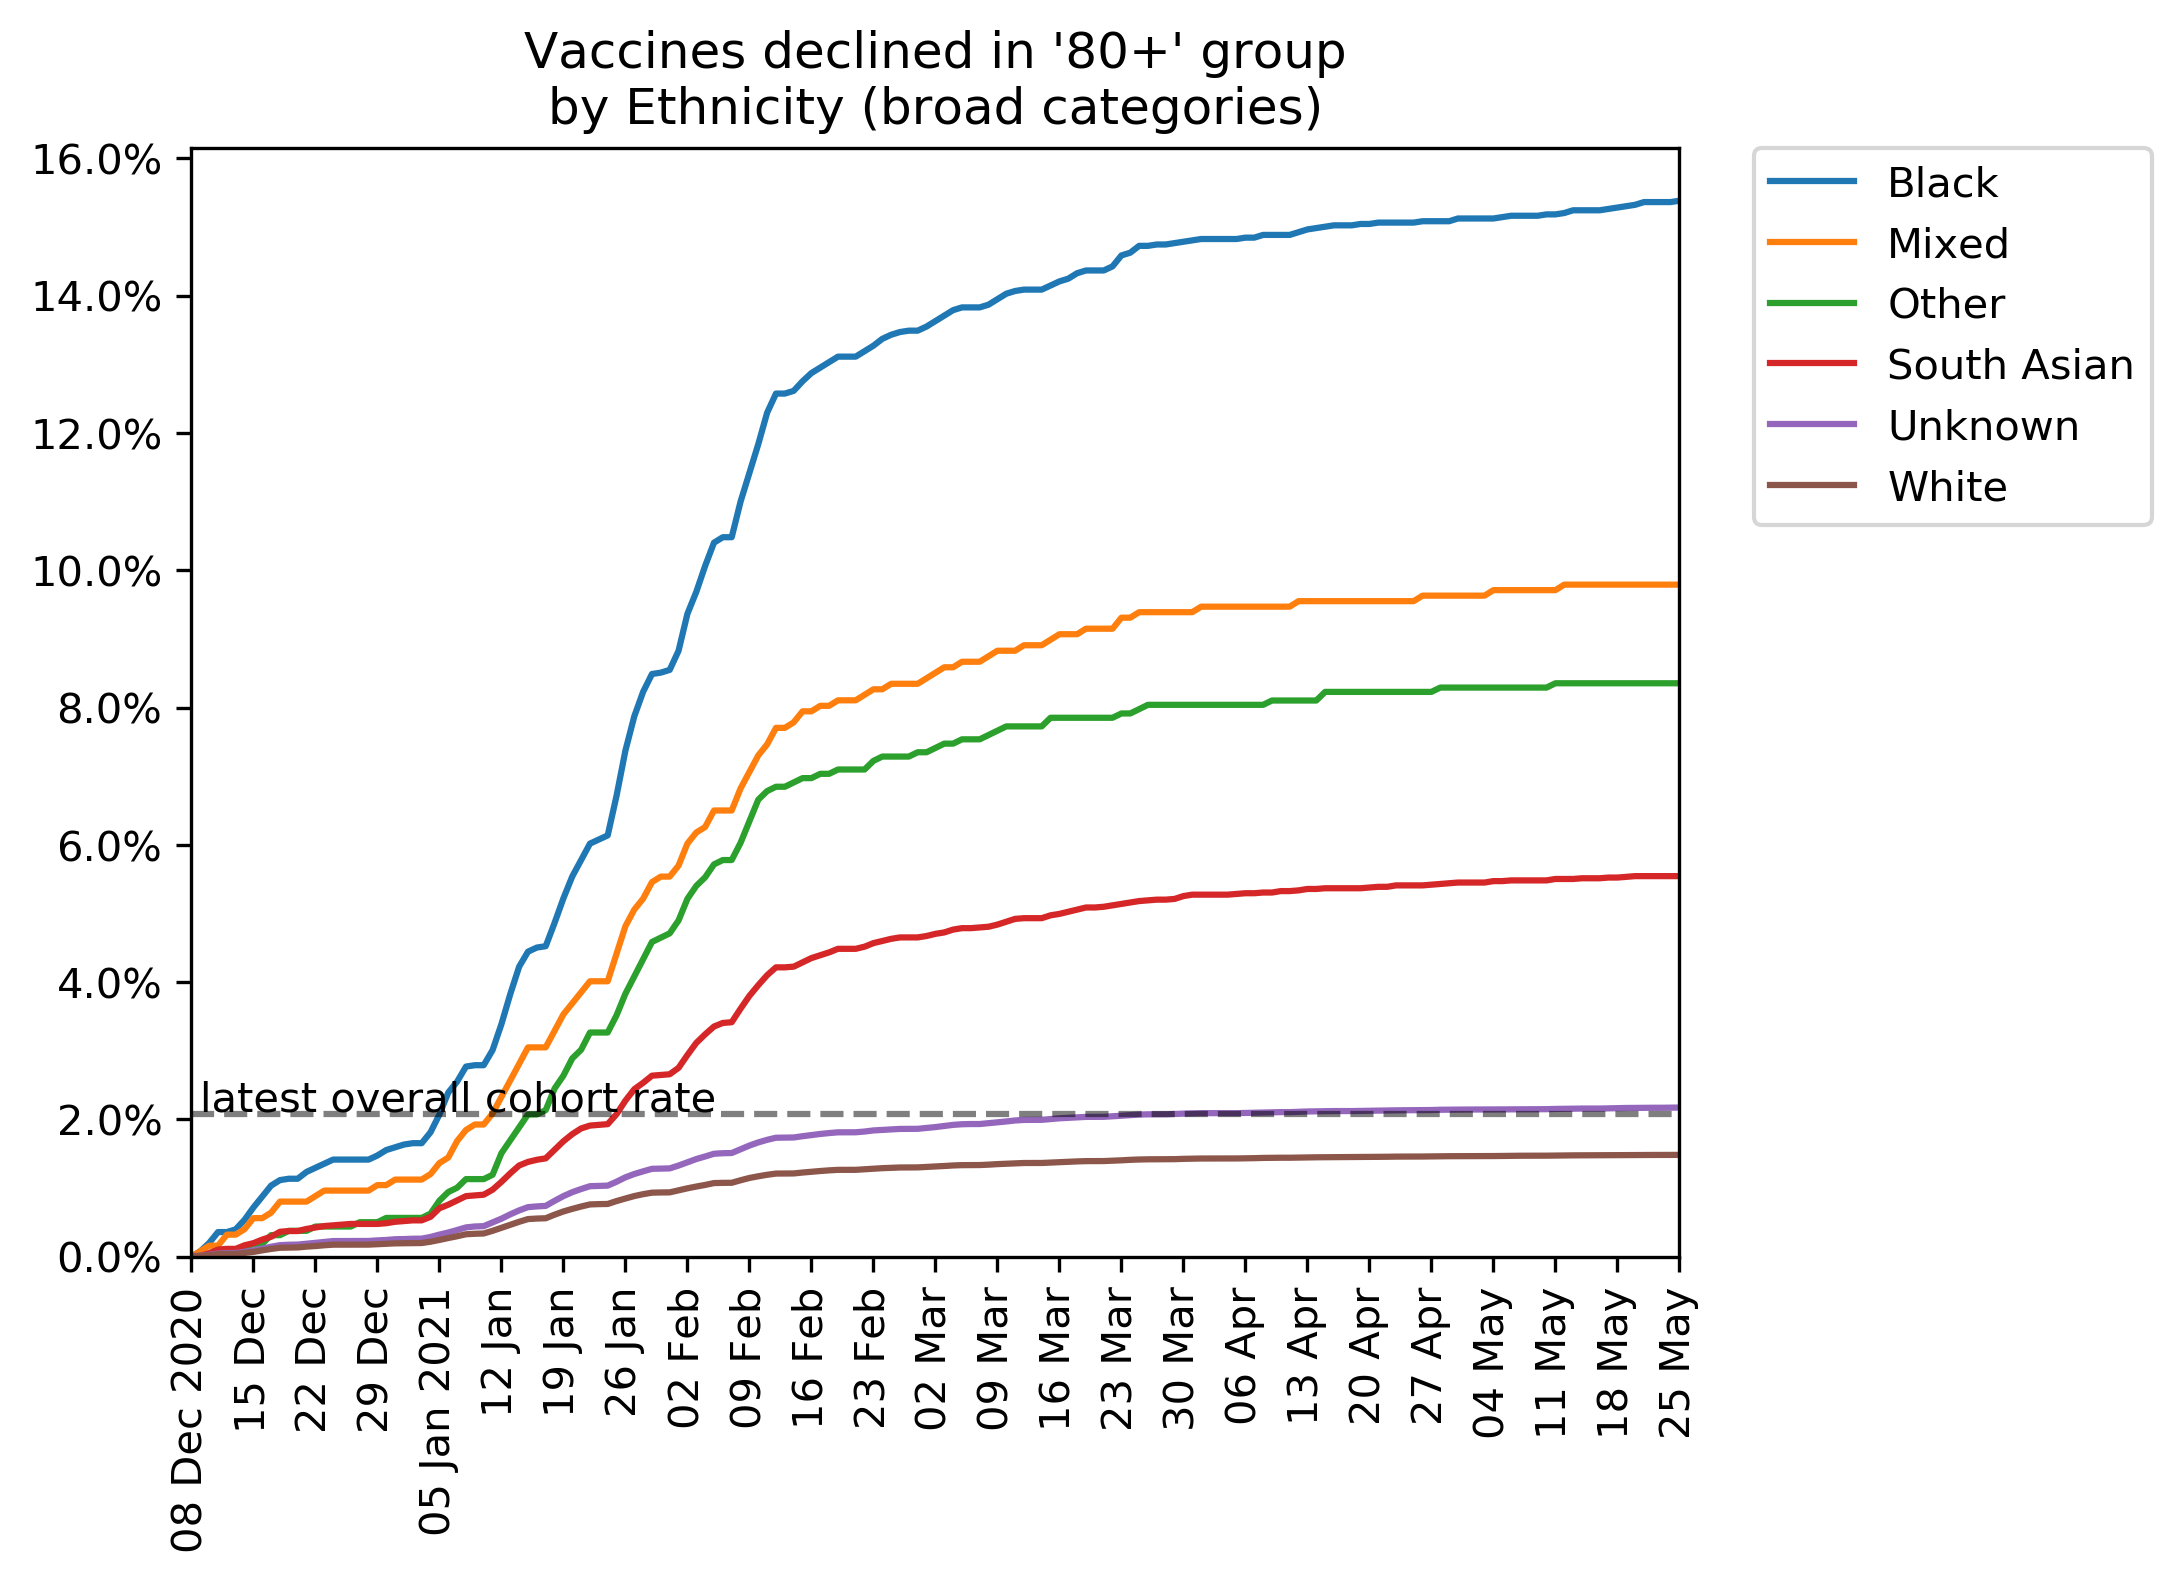 Vaccines declined in '80+' group
by Ethnicity (broad categories)
16.0%
14.0%
12.0%
10.0%
8.0%
6.0%
4.0%
2.0%
0.0%
latest overall cohort rate
08 Dec 2020
15 Dec
22 Dec
29 Dec
05 Jan 2021
12 Jan
19 Jan
26 Jan
02 Feb
09 Feb
16 Feb
23 Feb
02 Mar
09 Mar
16 Mar
23 Mar
30 Mar
06 Apr
13 Apr
20 Apr
27 Apr
04 May
11 May
18 May
25 May
Black
Mixed
Other
South Asian
Unknown
White